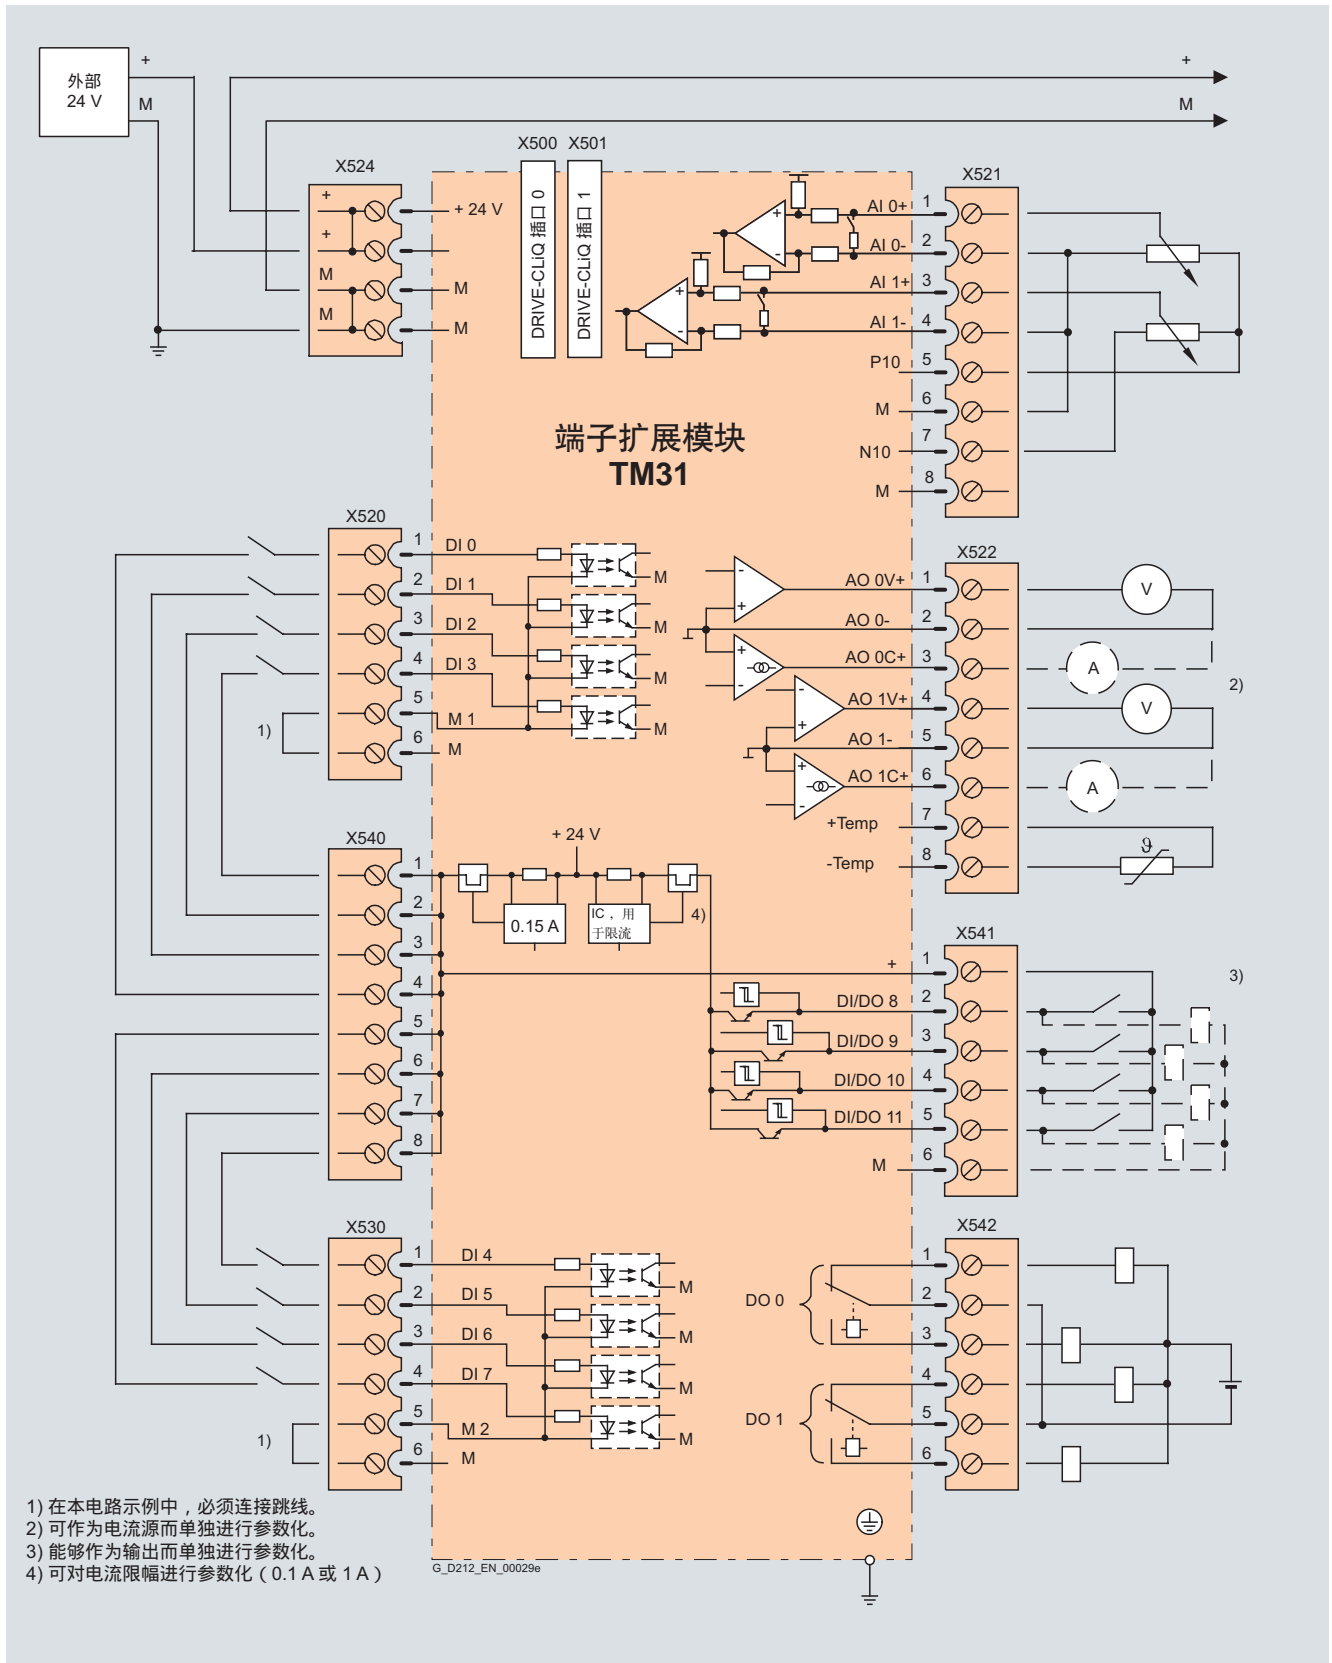 外部
24 V
+
M
+
M
X500
X501
DRIVE-CLiQ 插口 0
DRIVE-CLiQ 插口 1
X524
+
+
M
M
+ 24 V
M
M
X521
AI 0+ 1
AI 0- 2
AI 1+ 3
AI 1- 4
P10 5
M 6
N10 7
M 8
+
-
+
-
端子扩展模块
TM31
X520
1 DI 0
2 DI 1
3 DI 2
4 DI 3
5 M 1
6 M
1)
M
M
M
M
X522
AO 0V+ 1
AO 0- 2
AO 0C+ 3
AO 1V+ 4
AO 1- 5
AO 1C+ 6
+Temp 7
-Temp 8
-
+
+
-
-
+
+
-
V
A
V
A
2)
ϑ
X540
1
2
3
4
5
6
7
8
+ 24 V
0.15 A
IC，用
于限流
4)
X541
+ 1
DI/DO 8 2
DI/DO 9 3
DI/DO 10 4
DI/DO 11 5
M 6
3)
X530
1 DI 4
2 DI 5
3 DI 6
4 DI 7
5 M 2
6 M
1)
M
M
M
M
X542
DO 0
DO 1
1
2
3
4
5
6
1) 在本电路示例中，必须连接跳线。
2) 可作为电流源而单独进行参数化。
3) 能够作为输出而单独进行参数化。
4) 可对电流限幅进行参数化（0.1 A 或 1 A）
G_D212_EN_00029e